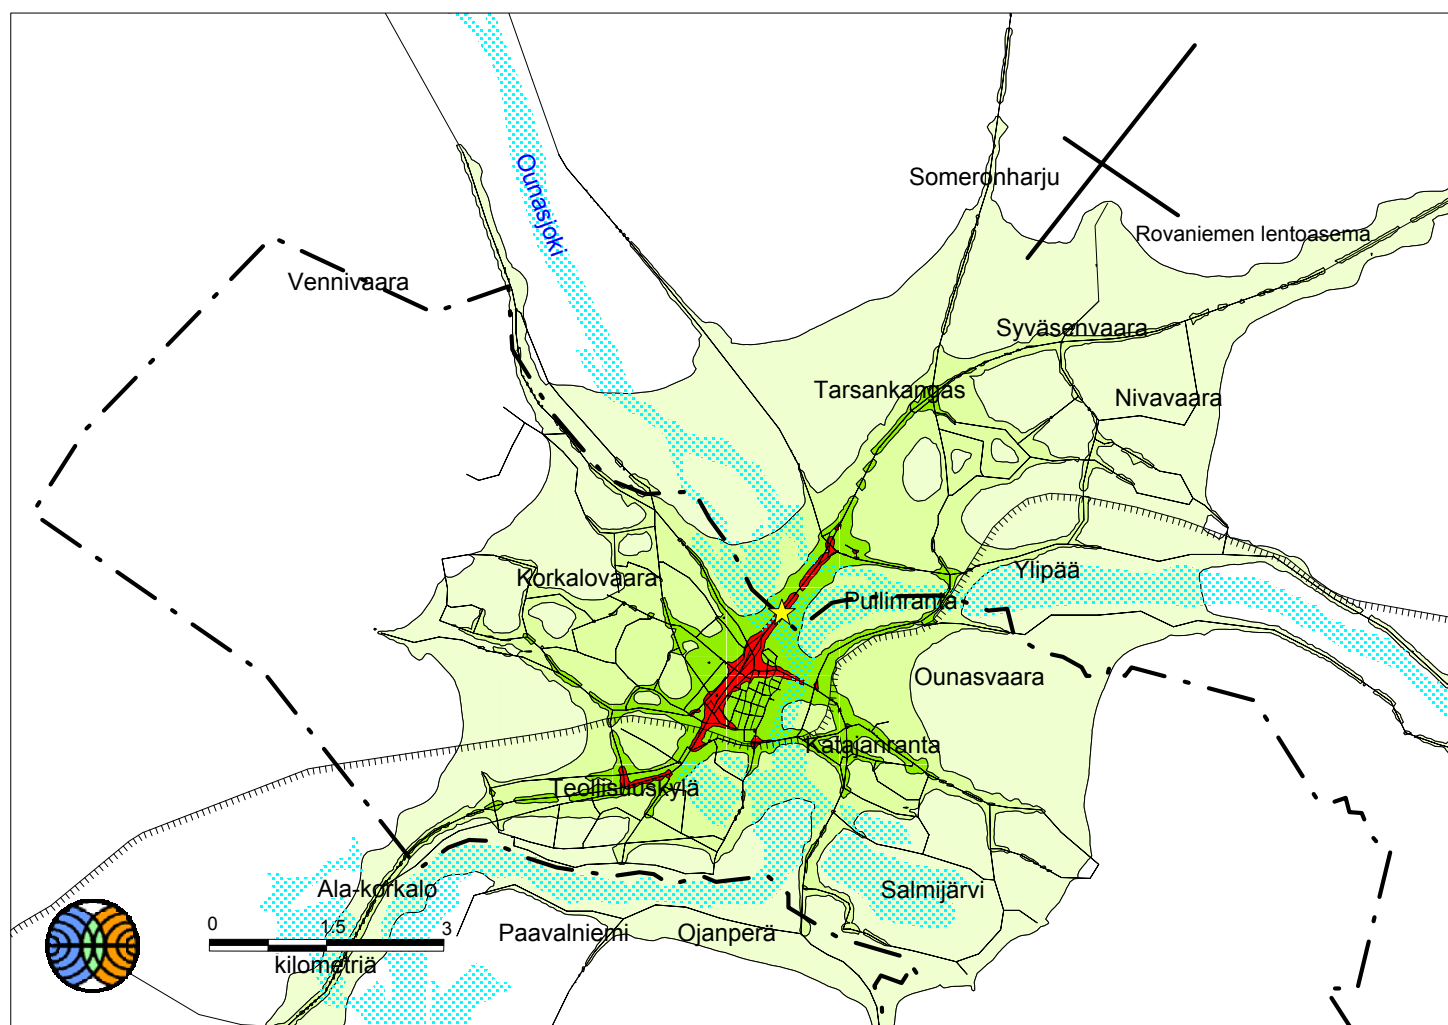 Ounasjoki
Someronharju
Rovaniemen lentoasema
Vennivaara
Syväsenvaara
Tarsankangas
Nivavaara
Korkalovaara
Ylipää
Pullinranta
Ounasvaara
Katajanranta
Teollisuuskylä
Ala-korkalo
Salmijärvi
Paavalniemi
Ojanperä
0 1.5 3
kilometriä